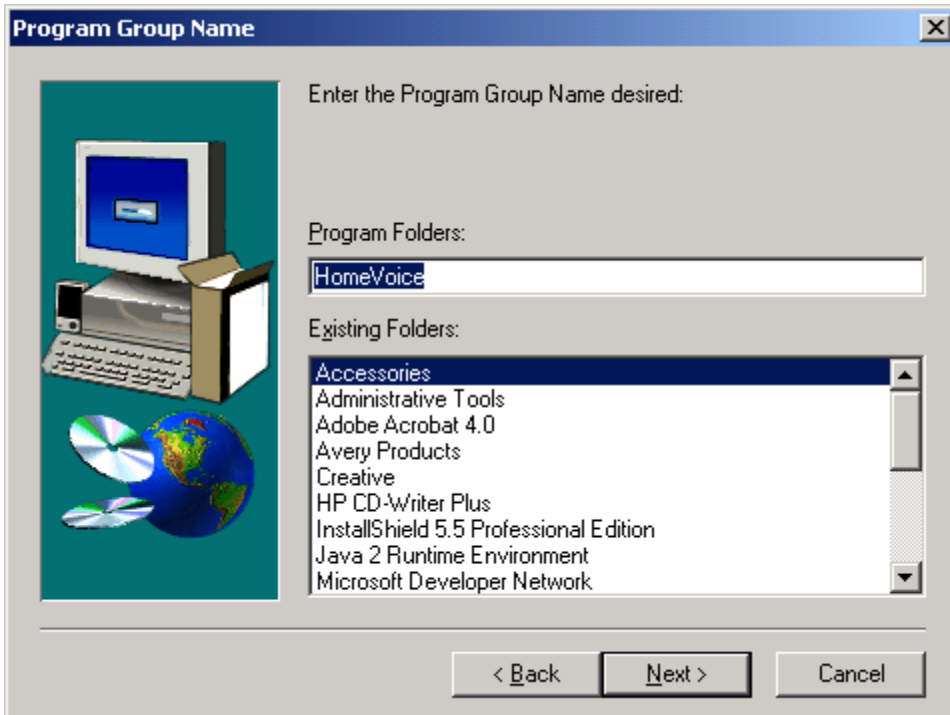 Program Group Name
Enter the Program Group Name desired:
Program Folders:
HomeVoice
Existing Folders:
Accessories
Administrative Tools
Adobe Acrobat 4.0
Avery Products
Creative
HP CD-Writer Plus
InstallShield 5.5 Professional Edition
Java 2 Runtime Environment
Microsoft Developer Network
< Back
Next >
Cancel